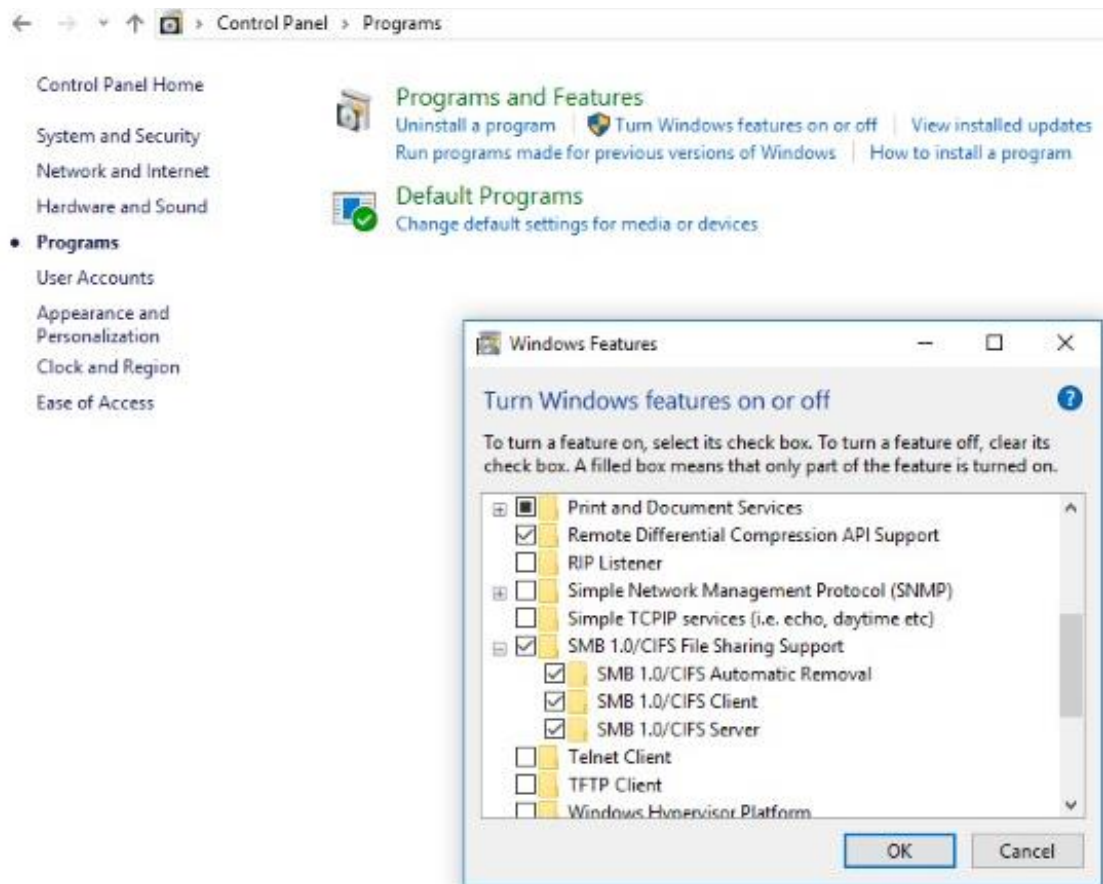 Control Panel > Programs
Control Panel Home
System and Security
Network and Internet
Hardware and Sound
Programs
User Accounts
Appearance and
Personalization
Clock and Region
Ease of Access
Programs and Features
Uninstall a program | Turn Windows features on or off | View installed updates
Run programs made for previous versions of Windows | How to install a program
Default Programs
Change default settings for media or devices
Windows Features
Turn Windows features on or off
To turn a feature on, select its check box. To turn a feature off, clear its
check box. A filled box means that only part of the feature is turned on.
Print and Document Services
Remote Differential Compression API Support
RIP Listener
Simple Network Management Protocol (SNMP)
Simple TCPIP services (i.e. echo, daytime etc)
SMB 1.0/CIFS File Sharing Support
SMB 1.0/CIFS Automatic Removal
SMB 1.0/CIFS Client
SMB 1.0/CIFS Server
Telnet Client
TFTP Client
Windows Hypervisor Platform
OK Cancel